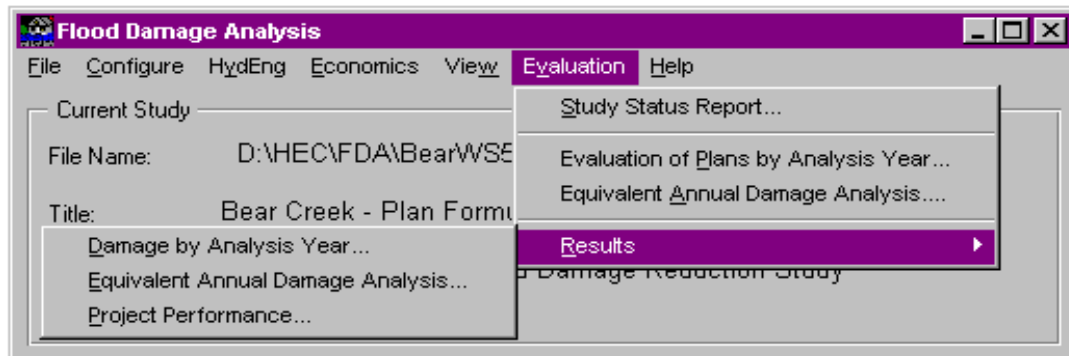 Flood Damage Analysis
File Configure HydEng Economics View Evaluation Help
Current Study
Study Status Report...
File Name: D:\HEC\FDA\BearWS5
Evaluation of Plans by Analysis Year...
Equivalent Annual Damage Analysis....
Title: Bear Creek - Plan Formu
Results
Damage by Analysis Year...
Damage Reduction Study
Equivalent Annual Damage Analysis...
Project Performance...